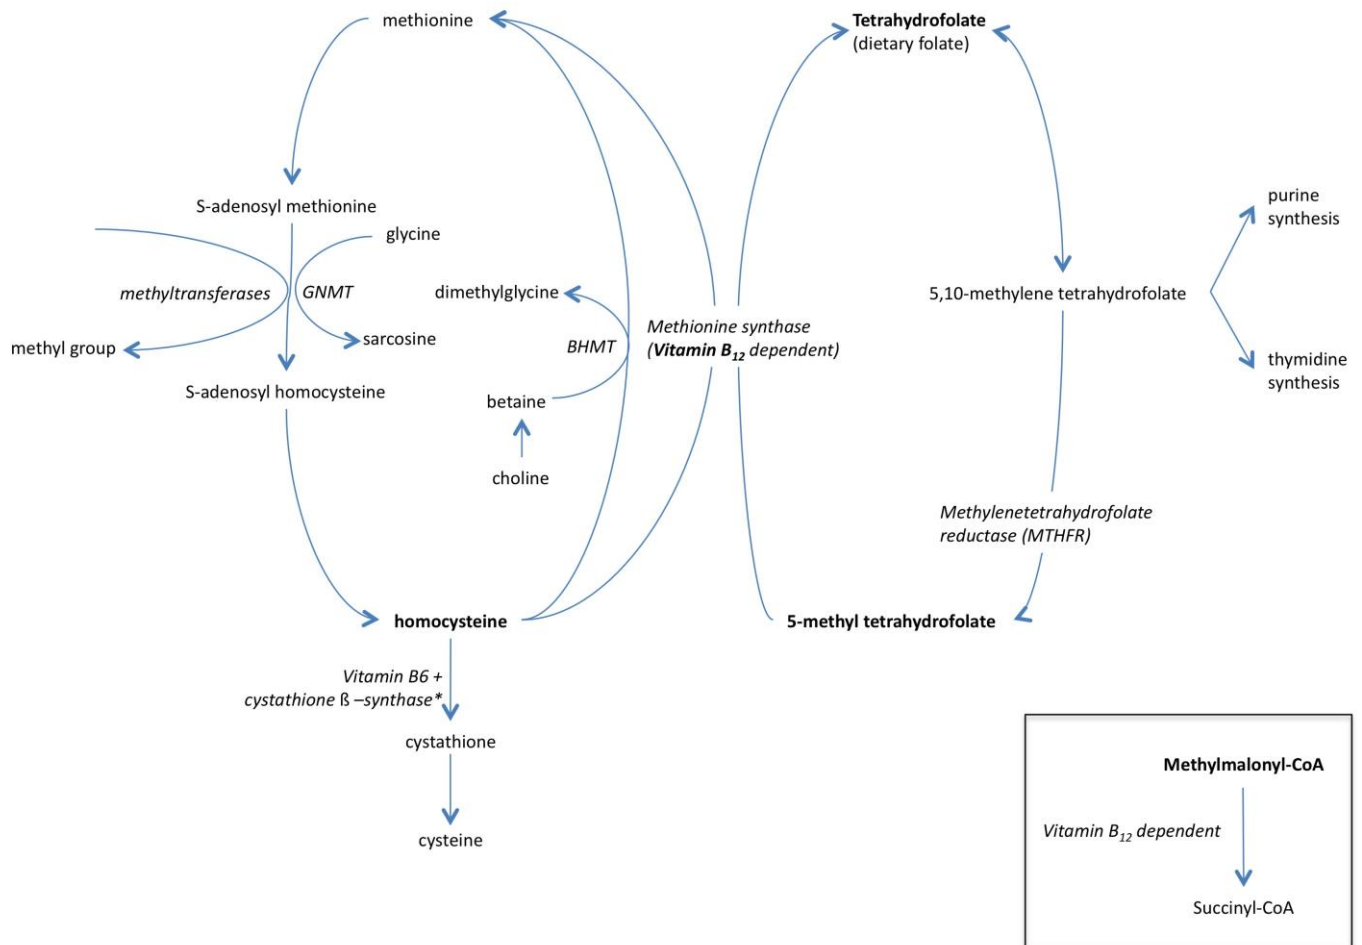 methionine
Tetrahydrofolate
(dietary folate)
S-adenosyl methionine
glycine
purine
synthesis
methyltransferases
GNMT
dimethylglycine
5,10-methylene tetrahydrofolate
sarcosine
methyl group
BHMT
Methionine synthase
(Vitamin B12 dependent)
thymidine
synthesis
S-adenosyl homocysteine
betaine
choline
Methylenetetrahydrofolate
reductase (MTHFR)
homocysteine
5-methyl tetrahydrofolate
Vitamin B6 +
cystathione ß –synthase*
cystathione
cysteine
Methylmalonyl-CoA
Vitamin B12 dependent
Succinyl-CoA